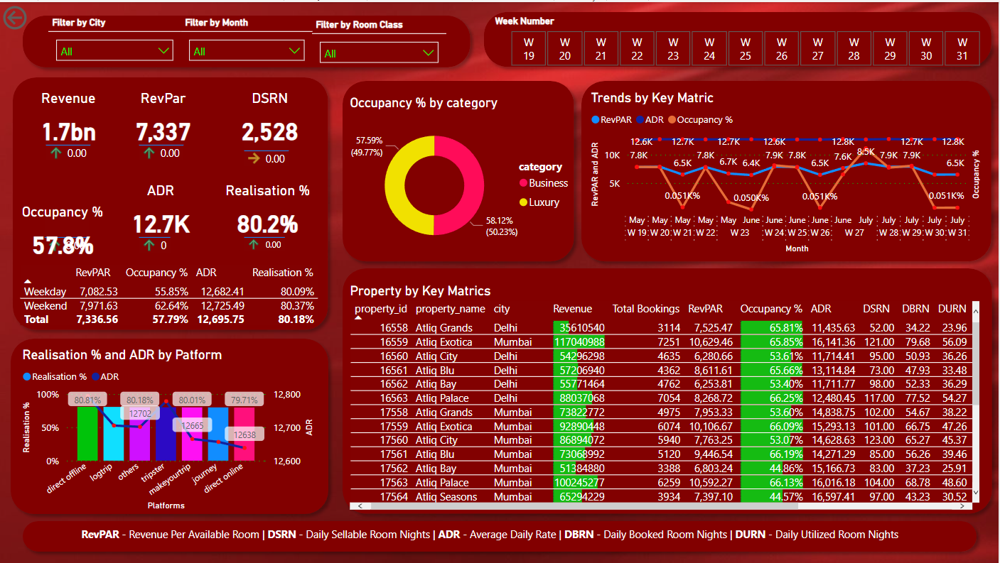 Filter by City
All
Filter by Month
All
Filter by Room Class
All
Week Number
W 19
W 20
W 21
W 22
W 23
W 24
W 25
W 26
W 27
W 28
W 29
W 30
W 31
Revenue
1.7bn
0.00
RevPar
7,337
0.00
DSRN
2,528
0.00
Occupancy %
57.8%
ADR
12.7K
0
Realisation %
80.2%
0.00
RevPAR Occupancy % ADR Realisation %
Weekday 7,082.53 55.85% 12,682.41 80.09%
Weekend 7,971.63 62.64% 12,725.49 80.37%
Total 7,336.56 57.79% 12,695.75 80.18%
Occupancy % by category
57.59%
(49.77%)
58.12%
(50.23%)
category
Business
Luxury
Trends by Key Matric
RevPAR ADR Occupancy %
RevPAR and ADR
10K
5K
12.6K 12.7K 12.7K 12.6K 12.8K 12.7K 12.8K
7.8K 6.5K 7.8K 6.7K 6.4K 7.9K 7.8K 6.5K 7.6K 8.5K 7.9K 7.9K 6.5K
0.051K% 0.050K% 0.051K% 0.051K%
Occupancy %
May May May May May June June June June June July July July July July
W 19 W 20 W 21 W 22 W 23 W 24 W 25 W 26 W 27 W 28 W 29 W 30 W 31
Month
Realisation % and ADR by Patform
Realisation % ADR
Realisation %
100%
50%
0%
80.81% 80.18% 80.01% 79.71%
12702 12665 12638
12,800
12,700
12,600
ADR
direct offline
logtrip
others
tripster
makeyourtrip
journey
direct online
Platforms
Property by Key Matrics
property_id property_name city Revenue Total Bookings RevPAR Occupancy % ADR DSRN DBRN DURN
16558 Atliq Grands Delhi 35610540 3114 7,525.47 65.81% 11,435.63 52.00 34.22 23.96
16559 Atliq Exotica Mumbai 117040988 7251 10,629.46 65.85% 16,141.36 121.00 79.68 56.09
16560 Atliq City Delhi 54296298 4635 6,280.66 53.61% 11,714.41 95.00 50.93 36.26
16561 Atliq Blu Delhi 57206940 4362 8,611.61 65.66% 13,114.84 73.00 47.93 33.48
16562 Atliq Bay Delhi 55771464 4762 6,253.81 53.40% 11,711.77 98.00 52.33 36.29
16563 Atliq Palace Delhi 88037068 7054 8,268.72 66.25% 12,480.45 117.00 77.52 54.27
17558 Atliq Grands Mumbai 73822772 4975 7,953.33 53.60% 14,838.75 102.00 54.67 38.22
17559 Atliq Exotica Mumbai 92890448 6074 10,106.67 66.09% 15,293.13 101.00 66.75 47.26
17560 Atliq City Mumbai 86894072 5940 7,763.25 53.07% 14,628.63 123.00 65.27 45.37
17561 Atliq Blu Mumbai 73068992 5120 9,446.54 66.19% 14,271.29 85.00 56.26 39.46
17562 Atliq Bay Mumbai 51384880 3388 6,803.24 44.86% 15,166.73 83.00 37.23 25.91
17563 Atliq Palace Mumbai 100245277 6259 10,592.27 66.13% 16,016.18 104.00 68.78 48.60
17564 Atliq Seasons Mumbai 65294229 3934 7,397.10 44.57% 16,597.41 97.00 43.23 30.52
RevPAR - Revenue Per Available Room | DSRN - Daily Sellable Room Nights | ADR - Average Daily Rate | DBRN - Daily Booked Room Nights | DURN - Daily Utilized Room Nights